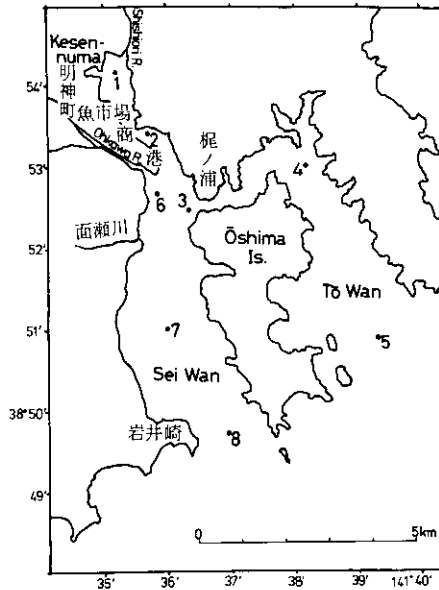 Shishiori R.
Kesen-
numa
明神町
1
54'
魚市場
商港
2
Ohkawa R.
梶ノ浦
53'
4
6
3
面瀬川
Ōshima
Is.
52'
Tō Wan
51'
7
5
Sei Wan
38°50'
岩井崎
8
49'
0
5km
35'
36'
37'
38'
39'
141°40'